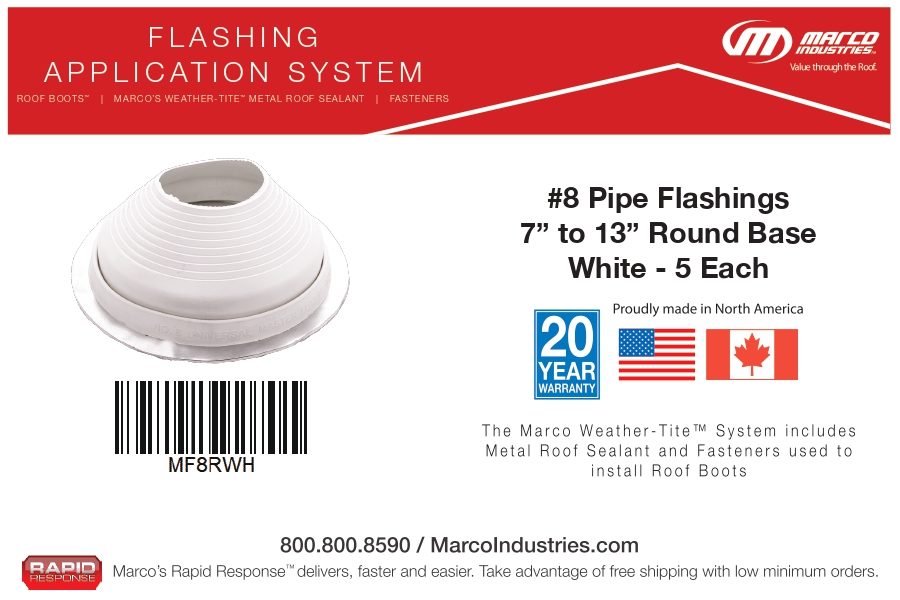 FLASHING
APPLICATION SYSTEM
ROOF BOOTS™ | MARCO'S WEATHER-TITE™ METAL ROOF SEALANT | FASTENERS
MARCO
INDUSTRIES™
Value through the Roof.
#8 Pipe Flashings
7” to 13” Round Base
White - 5 Each
Proudly made in North America
20
YEAR
WARRANTY
MF8RWH
The Marco Weather-Tite™ System includes
Metal Roof Sealant and Fasteners used to
install Roof Boots
800.800.8590 / MarcoIndustries.com
RAPID
RESPONSE
Marco’s Rapid Response™ delivers, faster and easier. Take advantage of free shipping with low minimum orders.